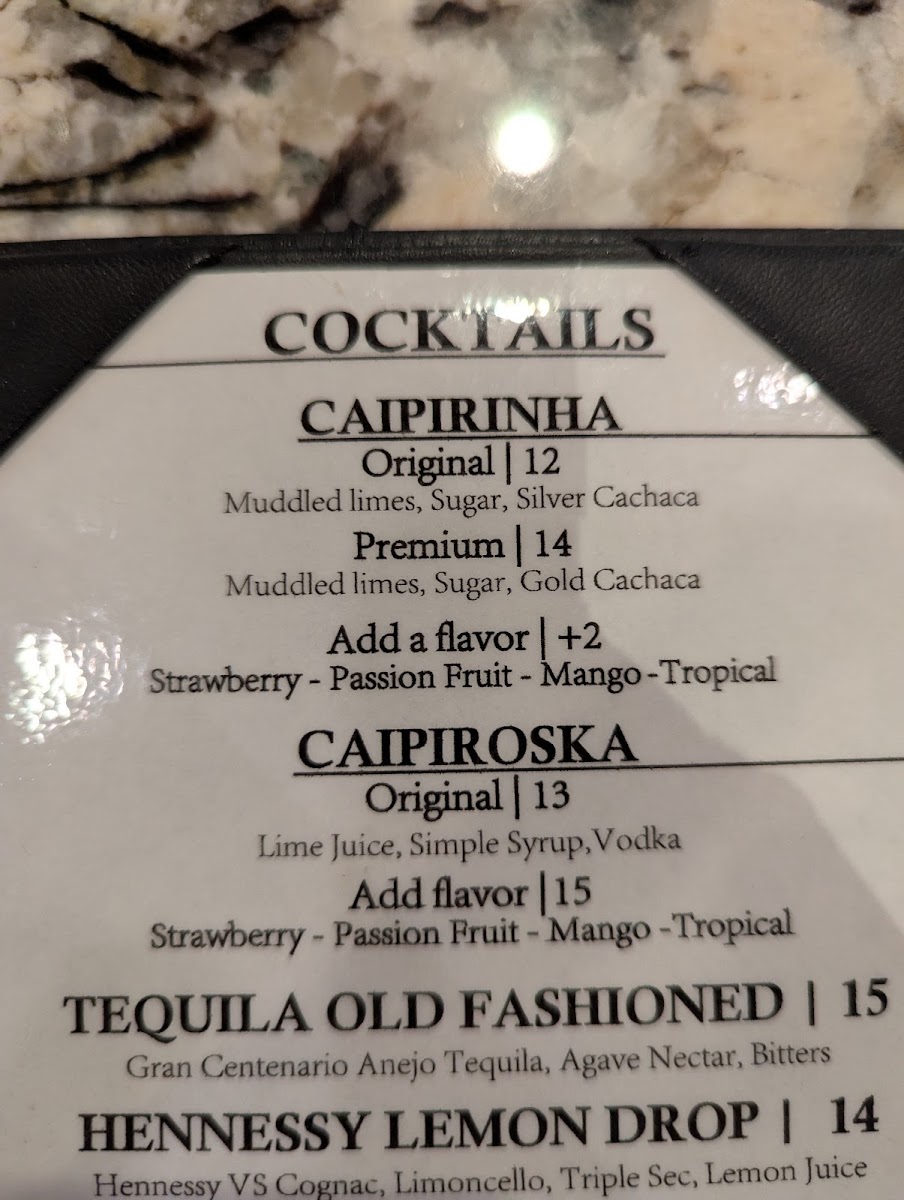 COCKTAILS
CAIPIRINHA
Original | 12
Muddled limes, Sugar, Silver Cachaca
Premium | 14
Muddled limes, Sugar, Gold Cachaca
Add a flavor | +2
Strawberry - Passion Fruit - Mango -Tropical
CAIPIROSKA
Original | 13
Lime Juice, Simple Syrup,Vodka
Add flavor |15
Strawberry - Passion Fruit - Mango -Tropical
TEQUILA OLD FASHIONED | 15
Gran Centenario Anejo Tequila, Agave Nectar, Bitters
HENNESSY LEMON DROP | 14
Hennessy VS Cognac, Limoncello, Triple Sec, Lemon Juice